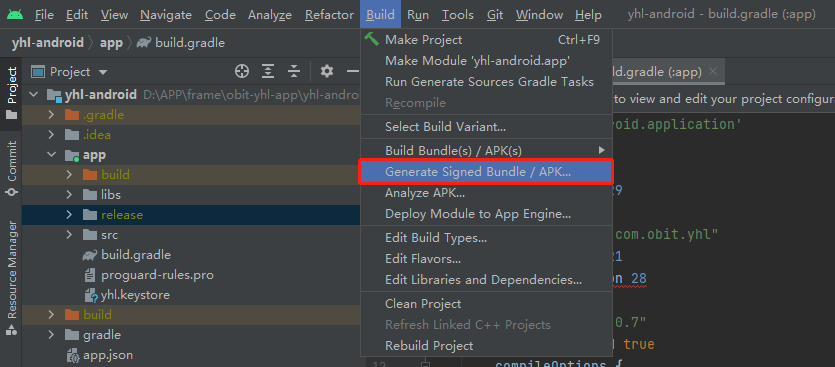 File Edit View Navigate Code Analyze Refactor Build Run Tools Git Window Help yhl-android - build.gradle (:app)
yhl-android app build.gradle
Project
Commit
Resource Manager
Project
yhl-android D:\APP\frame\obit-yhl-app\yhl-andro
.gradle
.idea
app
build
libs
release
src
build.gradle
proguard-rules.pro
yhl.keystore
build
gradle
app.json
Make Project Ctrl+F9
Make Module 'yhl-android.app'
Run Generate Sources Gradle Tasks
Recompile
Select Build Variant...
Build Bundle(s) / APK(s)
Generate Signed Bundle / APK...
Analyze APK...
Deploy Module to App Engine...
Edit Build Types...
Edit Flavors...
Edit Libraries and Dependencies...
Clean Project
Refresh Linked C++ Projects
Rebuild Project
ld.gradle (:app)
to view and edit your project configur
roid.application'
29
com.obit.yhl"
21
on 28
0.7"
d true
12 compileOptions {